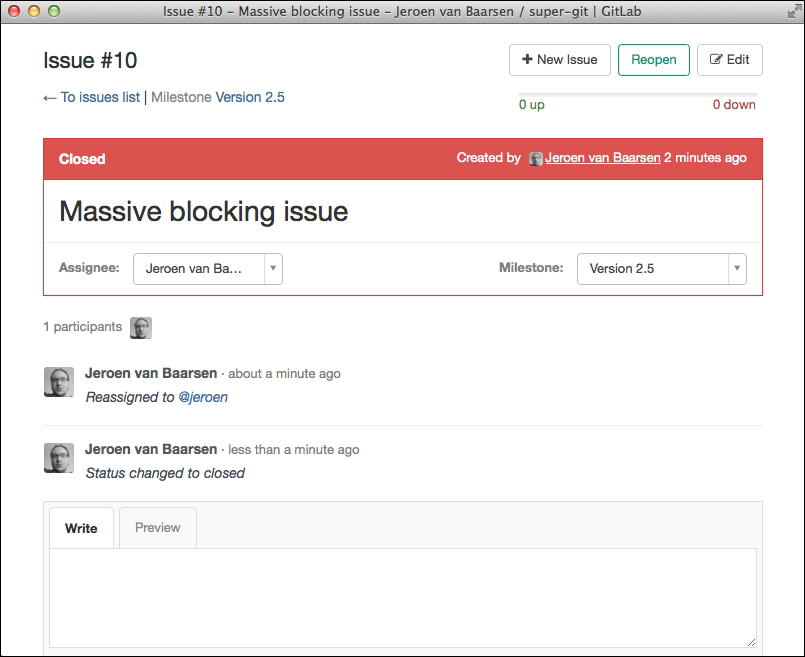 Issue #10 – Massive blocking issue – Jeroen van Baarsen / super-git | GitLab
Issue #10
New Issue
Reopen
Edit
← To issues list | Milestone Version 2.5
0 up
0 down
Closed
Created by Jeroen van Baarsen 2 minutes ago
Massive blocking issue
Assignee: Jeroen van Ba...
Milestone: Version 2.5
1 participants
Jeroen van Baarsen · about a minute ago
Reassigned to @jeroen
Jeroen van Baarsen · less than a minute ago
Status changed to closed
Write
Preview